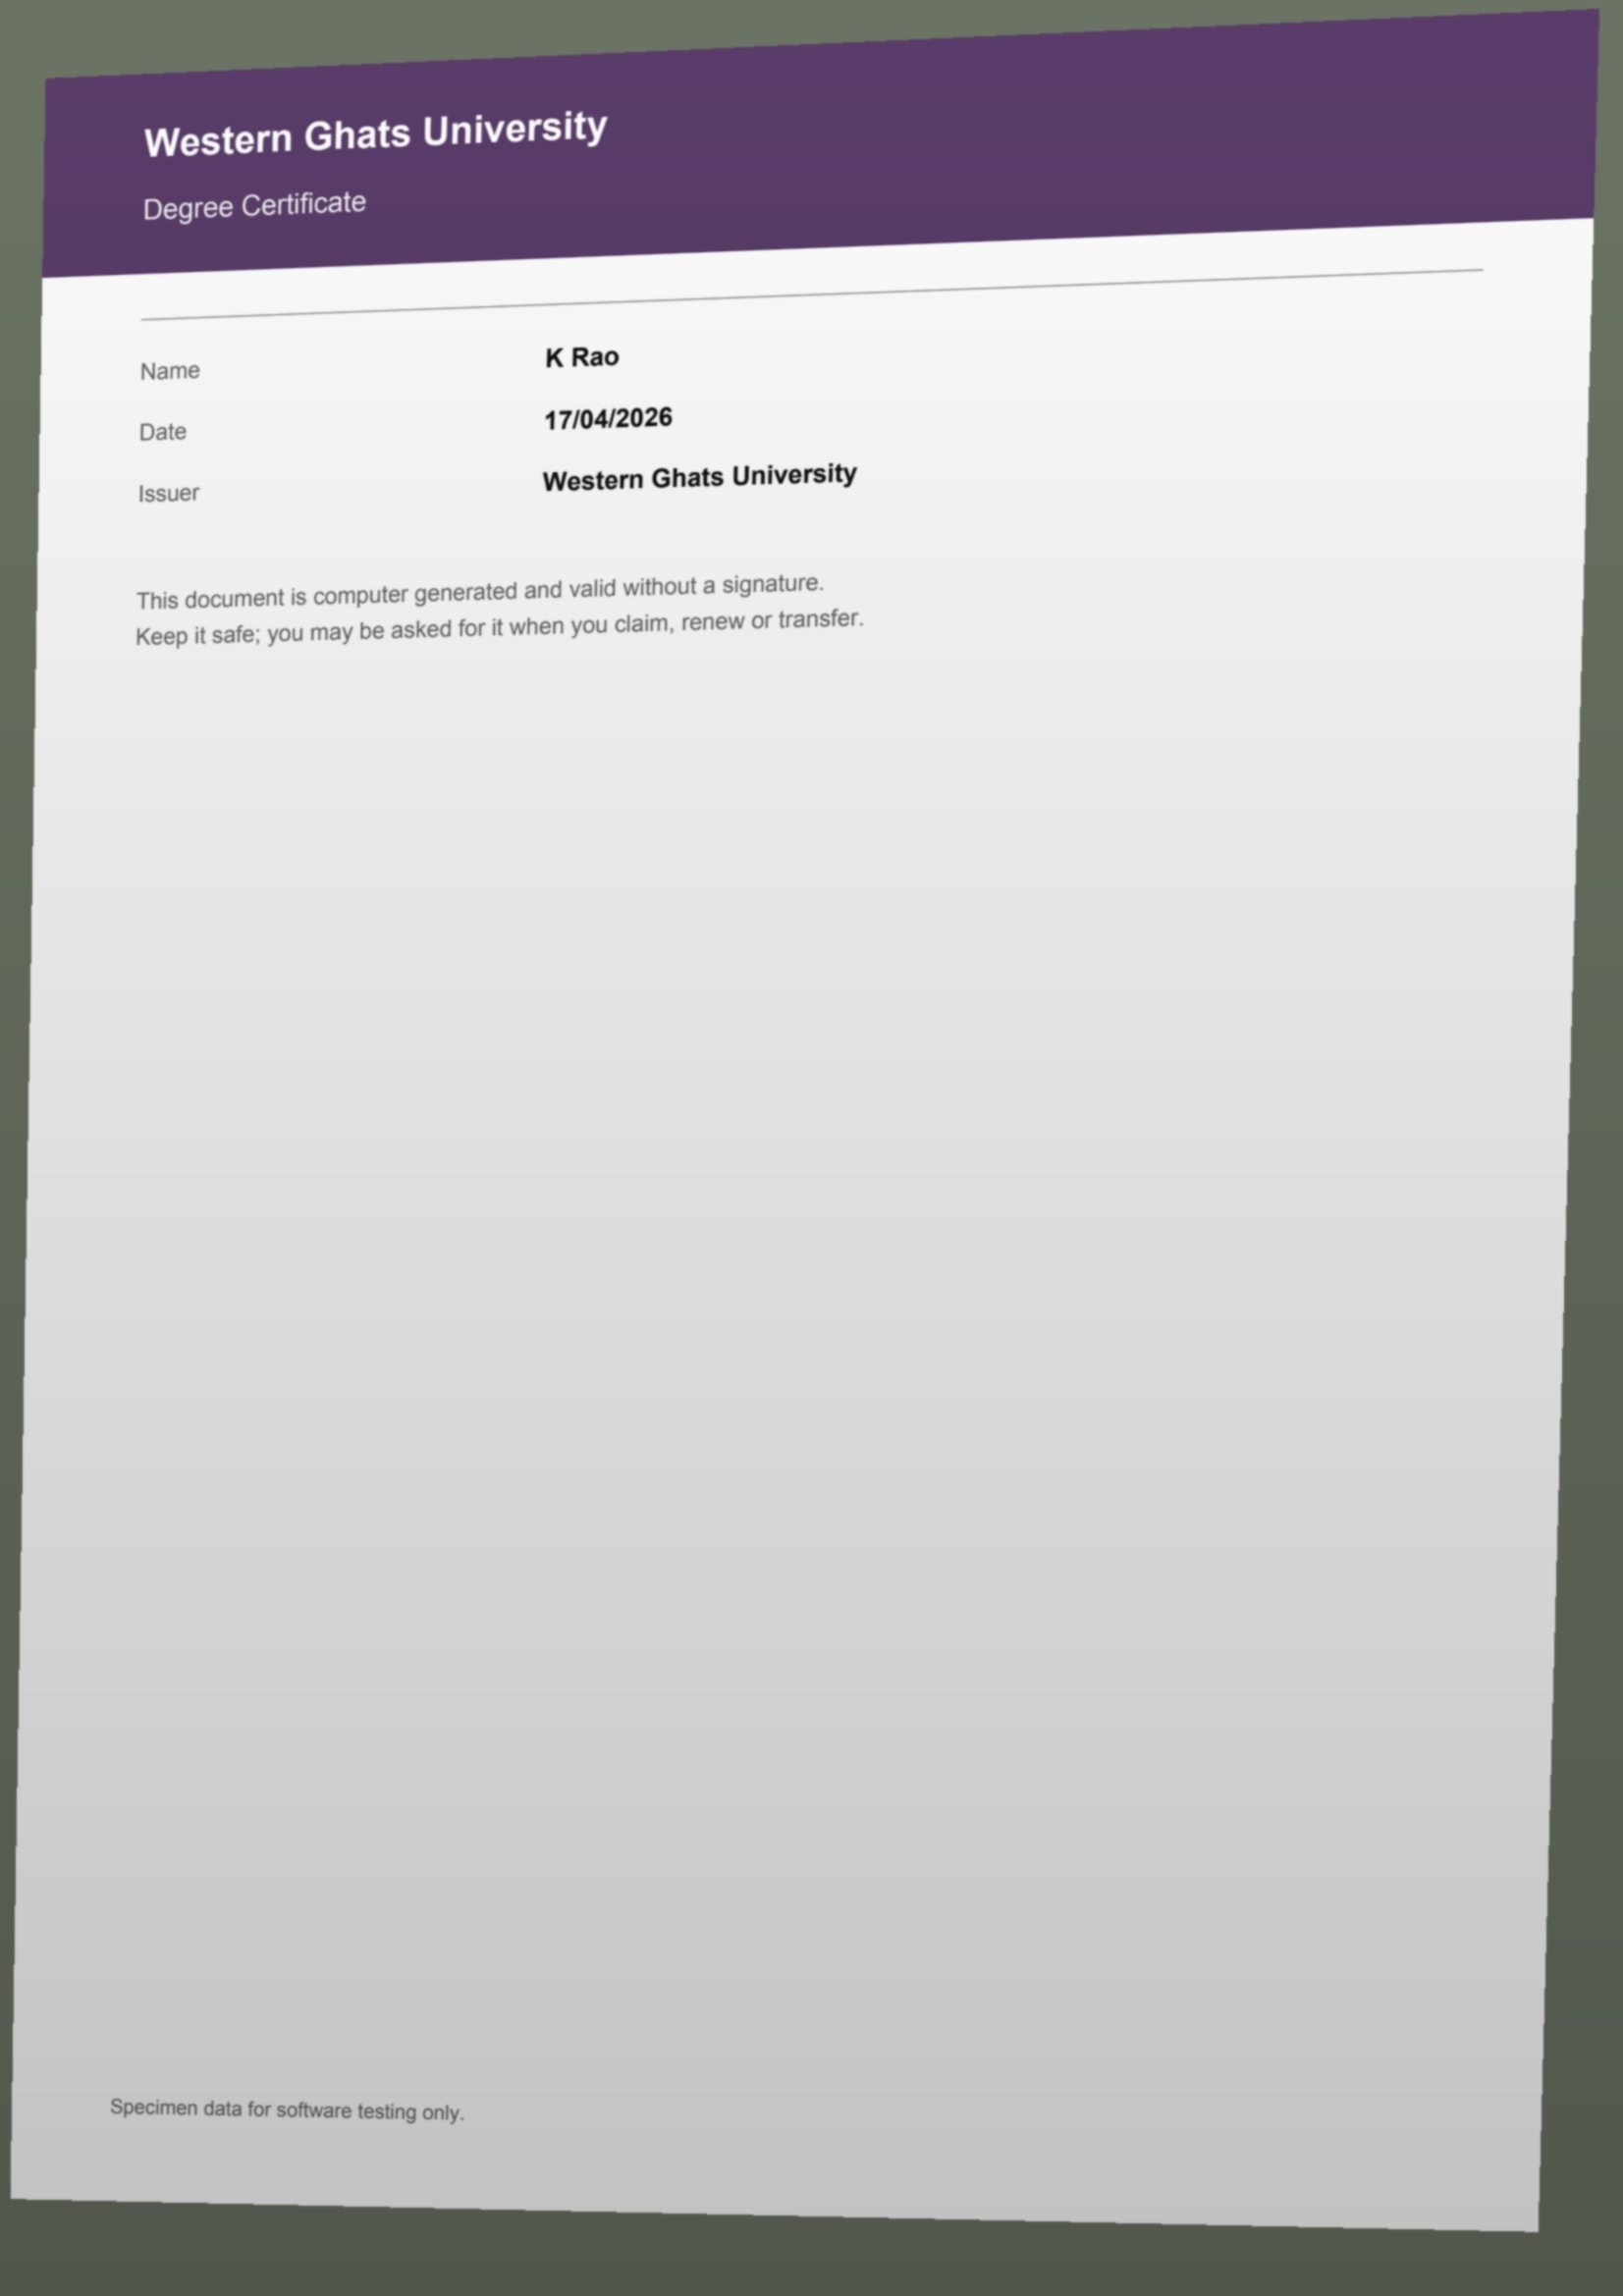 Western Ghats University
Degree Certificate
Name K Rao
Date 17/04/2026
Issuer Western Ghats University
This document is computer generated and valid without a signature.
Keep it safe; you may be asked for it when you claim, renew or transfer.
Specimen data for software testing only.